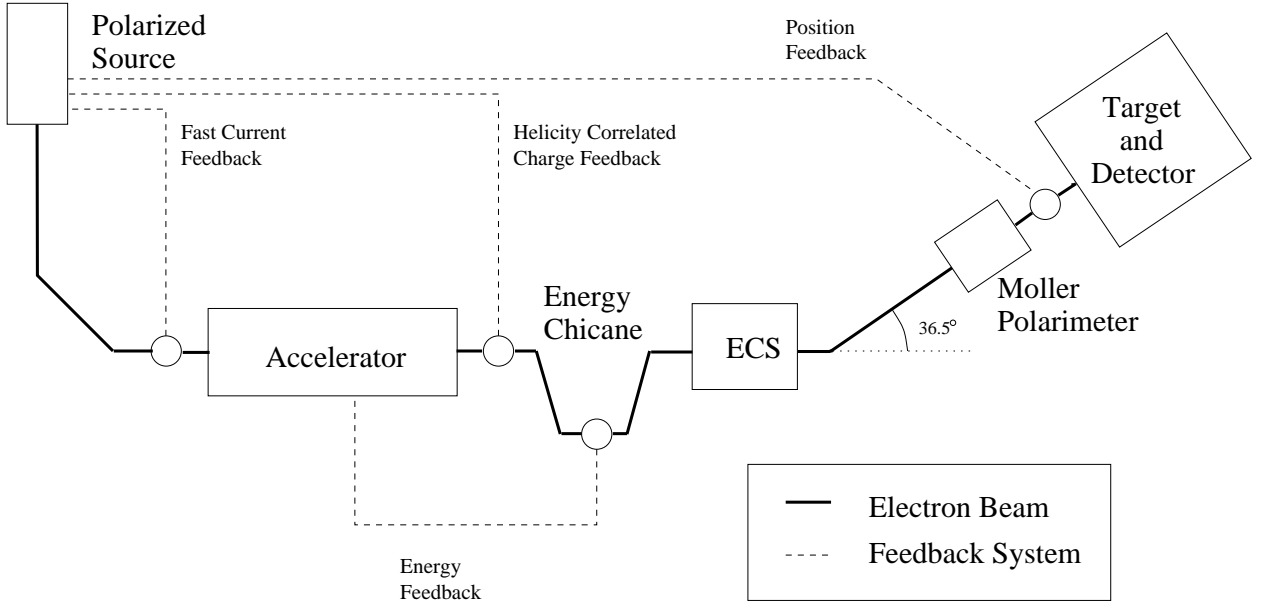 Polarized
Source
Position
Feedback
Target
and
Detector
Fast Current
Feedback
Helicity Correlated
Charge Feedback
Energy
Chicane
Moller
Polarimeter
36.5°
Accelerator
ECS
Electron Beam
Feedback System
Energy
Feedback